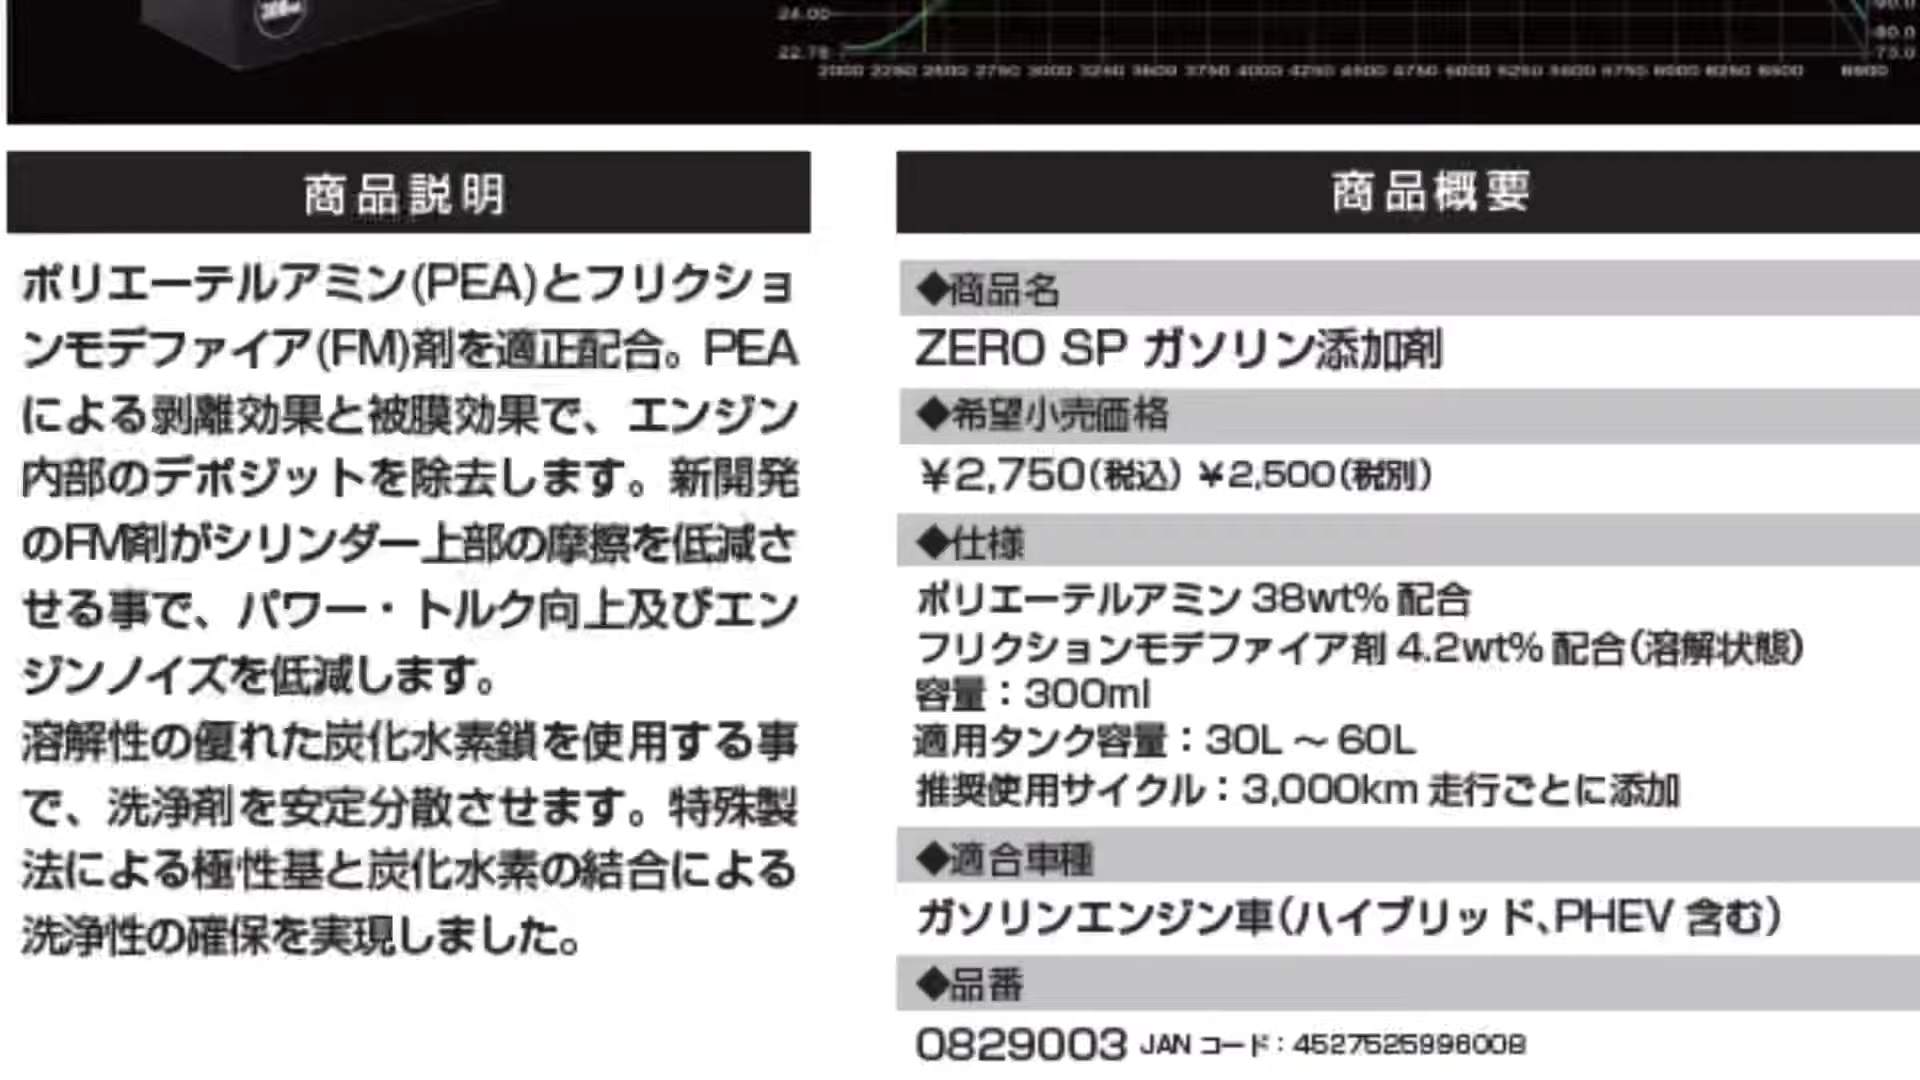 24.00
22.78
商品説明
ポリエーテルアミン(PEA)とフリクショ
ンモデファイア(FM)剤を適正配合。PEA
による剥離効果と被膜効果で、エンジン
内部のデポジットを除去します。新開発
のFM剤がシリンダー上部の摩擦を低減さ
せる事で、パワー・トルク向上及びエン
ジンノイズを低減します。
溶解性の優れた炭化水素鎖を使用する事
で、洗浄剤を安定分散させます。特殊製
法による極性基と炭化水素の結合による
洗浄性の確保を実現しました。
商品概要
◆商品名
ZERO SP ガソリン添加剤
◆希望小売価格
￥2,750(税込) ￥2,500(税別)
◆仕様
ポリエーテルアミン 38wt% 配合
フリクションモデファイア剤 4.2wt% 配合(溶解状態)
容量：300ml
適用タンク容量：30L ～ 60L
推奨使用サイクル：3,000km 走行ごとに添加
◆適合車種
ガソリンエンジン車(ハイブリッド、PHEV 含む)
◆品番
0829003 JAN コード：4527525996008